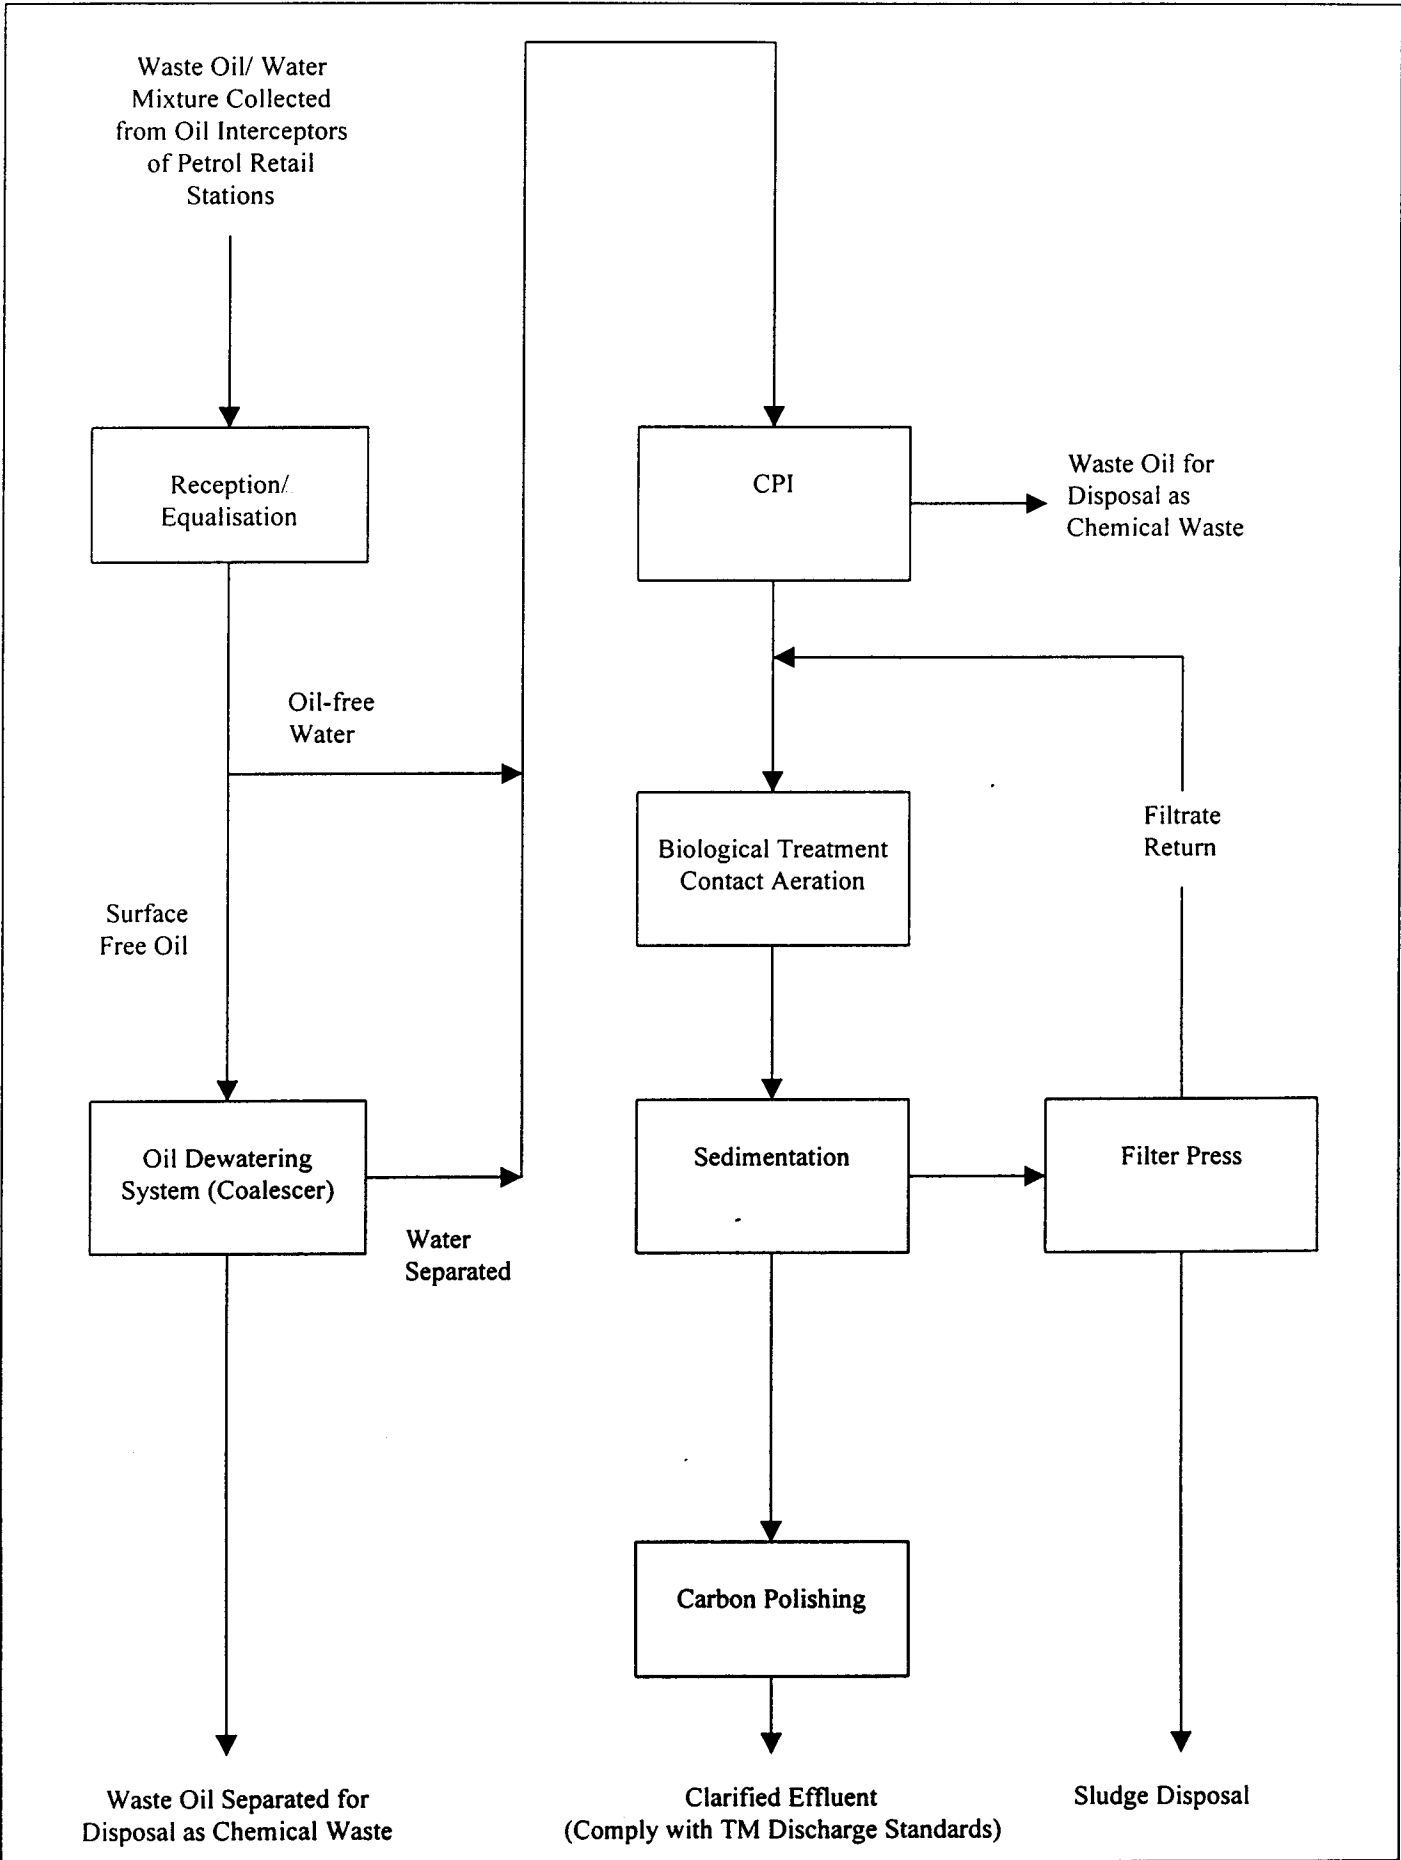 Waste Oil/ Water
Mixture Collected
from Oil Interceptors
of Petrol Retail
Stations
Reception/
Equalisation
Oil-free
Water
Surface
Free Oil
Oil Dewatering
System (Coalescer)
Water
Separated
Waste Oil Separated for
Disposal as Chemical Waste
CPI
Waste Oil for
Disposal as
Chemical Waste
Biological Treatment
Contact Aeration
Filtrate
Return
Sedimentation
Filter Press
Carbon Polishing
Clarified Effluent
(Comply with TM Discharge Standards)
Sludge Disposal